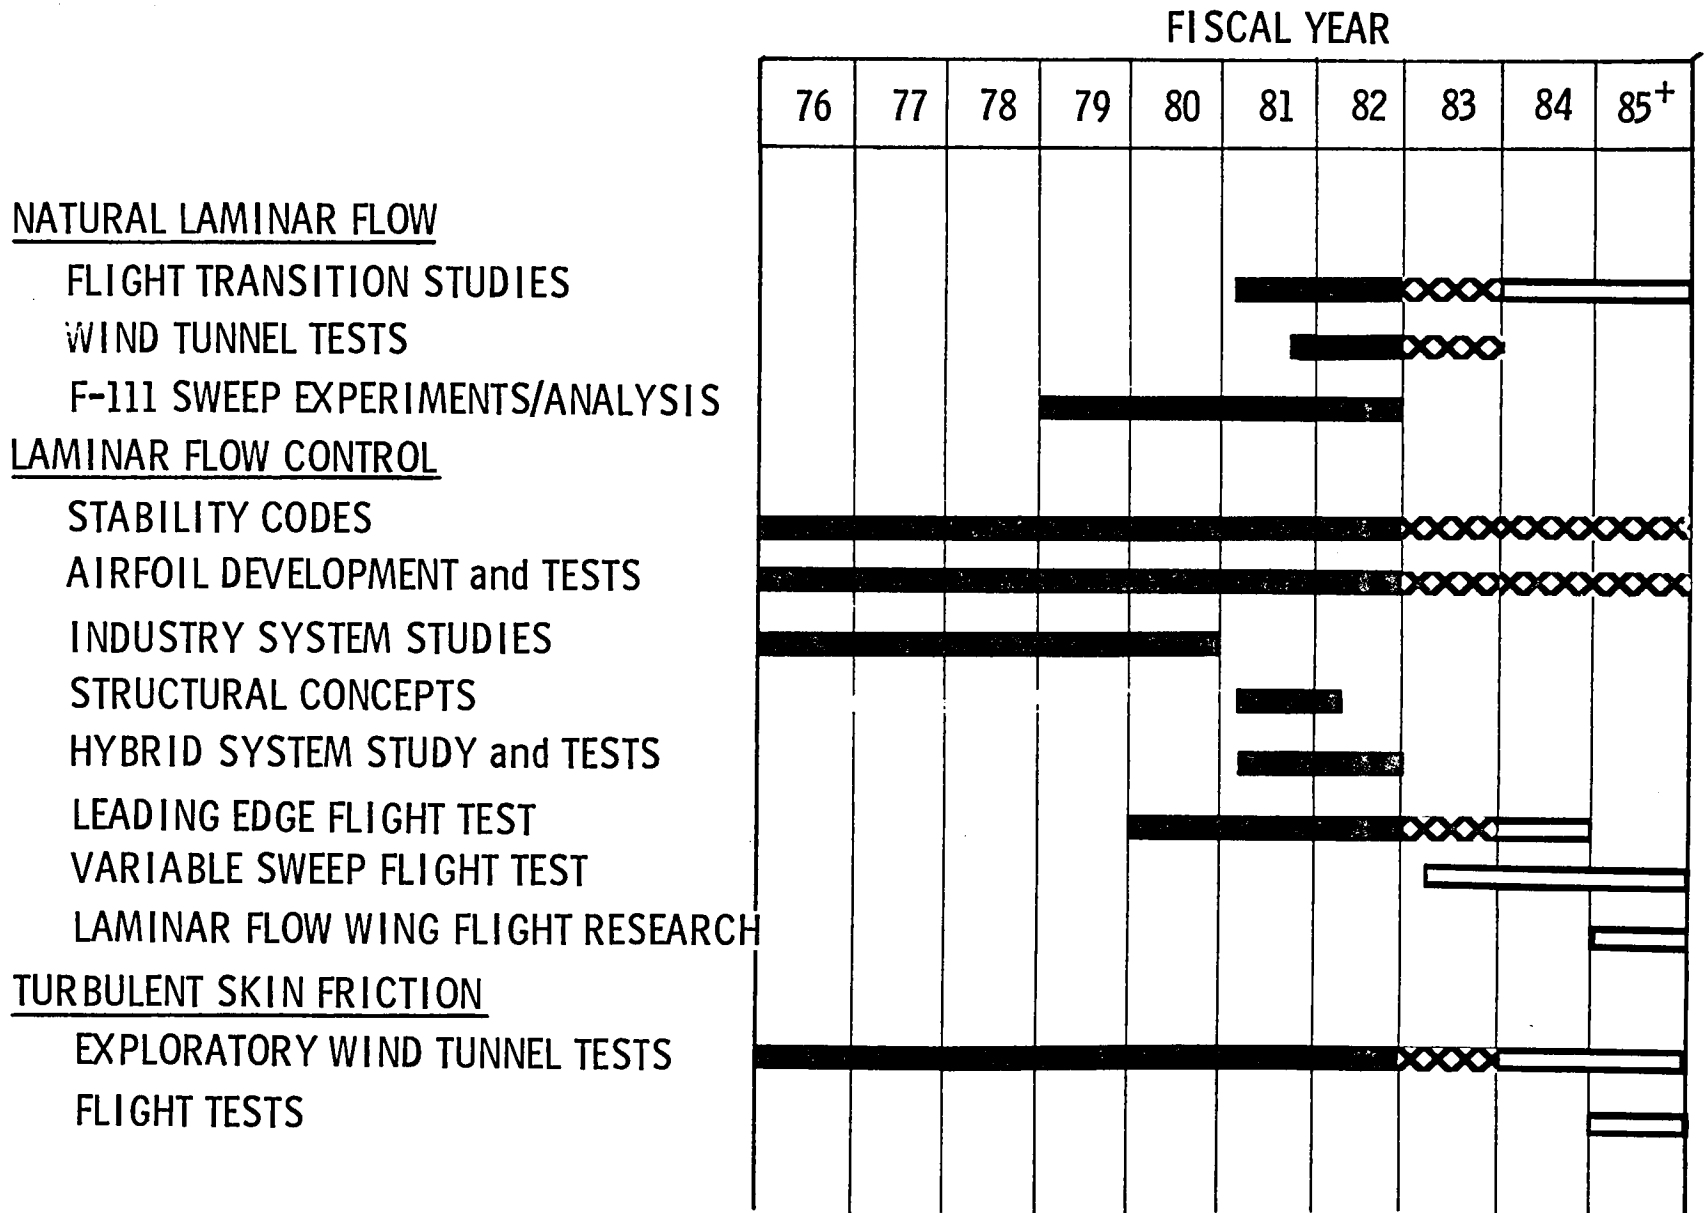 FISCAL YEAR
76 77 78 79 80 81 82 83 84 85+
NATURAL LAMINAR FLOW
FLIGHT TRANSITION STUDIES
WIND TUNNEL TESTS
F-111 SWEEP EXPERIMENTS/ANALYSIS
LAMINAR FLOW CONTROL
STABILITY CODES
AIRFOIL DEVELOPMENT and TESTS
INDUSTRY SYSTEM STUDIES
STRUCTURAL CONCEPTS
HYBRID SYSTEM STUDY and TESTS
LEADING EDGE FLIGHT TEST
VARIABLE SWEEP FLIGHT TEST
LAMINAR FLOW WING FLIGHT RESEARCH
TURBULENT SKIN FRICTION
EXPLORATORY WIND TUNNEL TESTS
FLIGHT TESTS